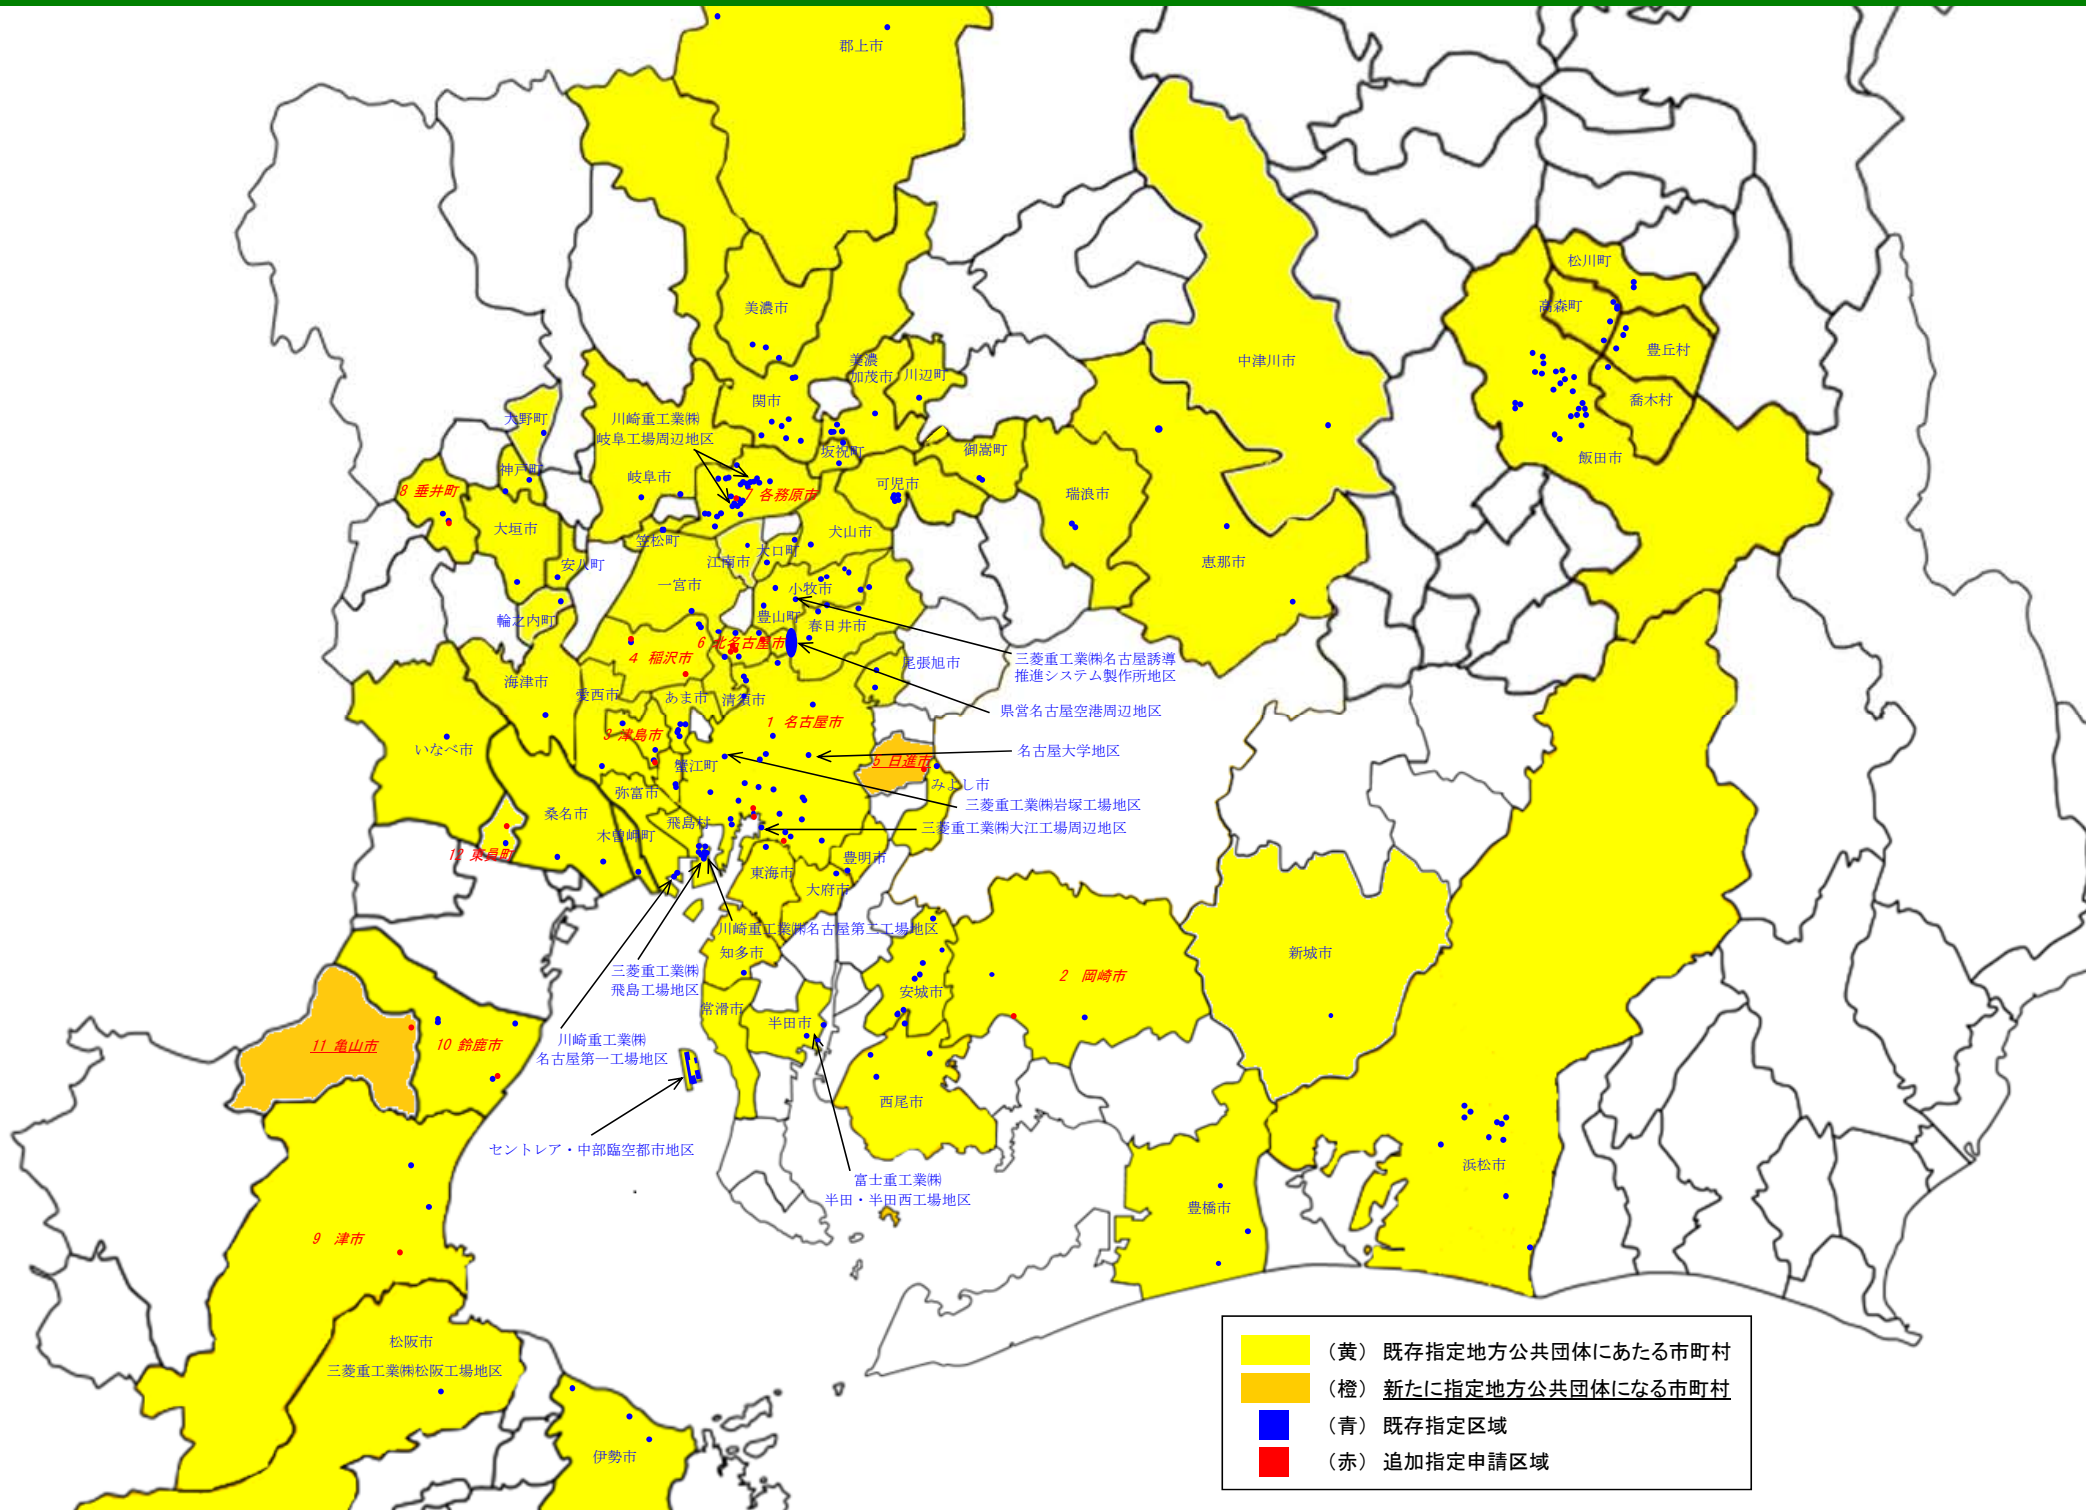 郡上市
松川町
高森町
美濃市
豊丘村
中津川市
美濃
加茂市
川辺町
喬木村
関市
大野町
川崎重工業㈱
岐阜工場周辺地区
坂祝町
御嵩町
飯田市
神戸町
岐阜市
可児市
8 垂井町
7 各務原市
瑞浪市
大垣市
犬山市
笠松町
大口町
江南市
恵那市
安八町
一宮市
小牧市
輪之内町
豊山町
春日井市
6 北名古屋市
4 稲沢市
尾張旭市
三菱重工業㈱名古屋誘導
推進システム製作所地区
海津市
愛西市
あま市
清須市
県営名古屋空港周辺地区
1 名古屋市
3 津島市
いなべ市
名古屋大学地区
5 日進市
蟹江町
みよし市
弥富市
三菱重工業㈱岩塚工場地区
桑名市
飛島村
三菱重工業㈱大江工場周辺地区
木曽岬町
12 東員町
豊明市
東海市
大府市
川崎重工業㈱名古屋第二工場地区
知多市
新城市
三菱重工業㈱
飛島工場地区
2 岡崎市
安城市
常滑市
半田市
川崎重工業㈱
名古屋第一工場地区
11 亀山市
10 鈴鹿市
西尾市
セントレア・中部臨空都市地区
浜松市
富士重工業㈱
半田・半田西工場地区
豊橋市
9 津市
松阪市
三菱重工業㈱松阪工場地区
伊勢市
（黄） 既存指定地方公共団体にあたる市町村
（橙） 新たに指定地方公共団体になる市町村
（青） 既存指定区域
（赤） 追加指定申請区域